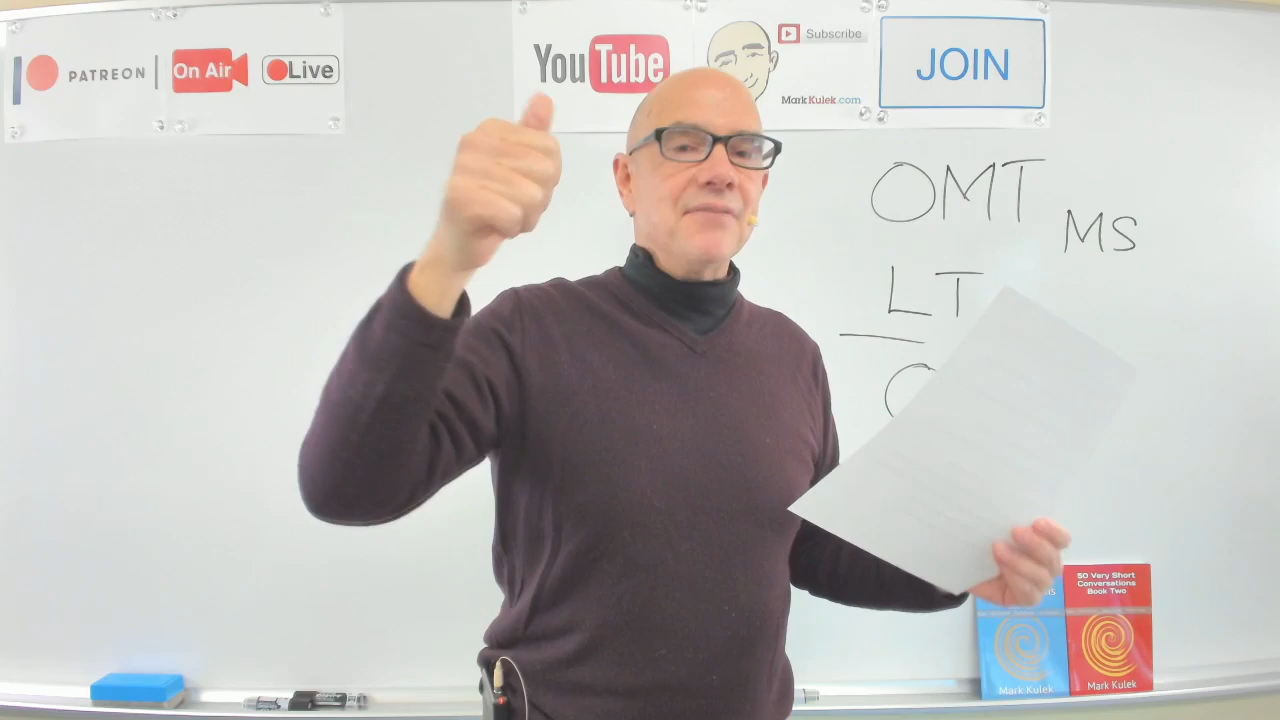 PATREON
On Air
Live
YouTube
Subscribe
MarkKulek.com
JOIN
OMT
MS
LT
50 Very Short
Conversations
Book Two
Mark Kulek
Mark Kulek